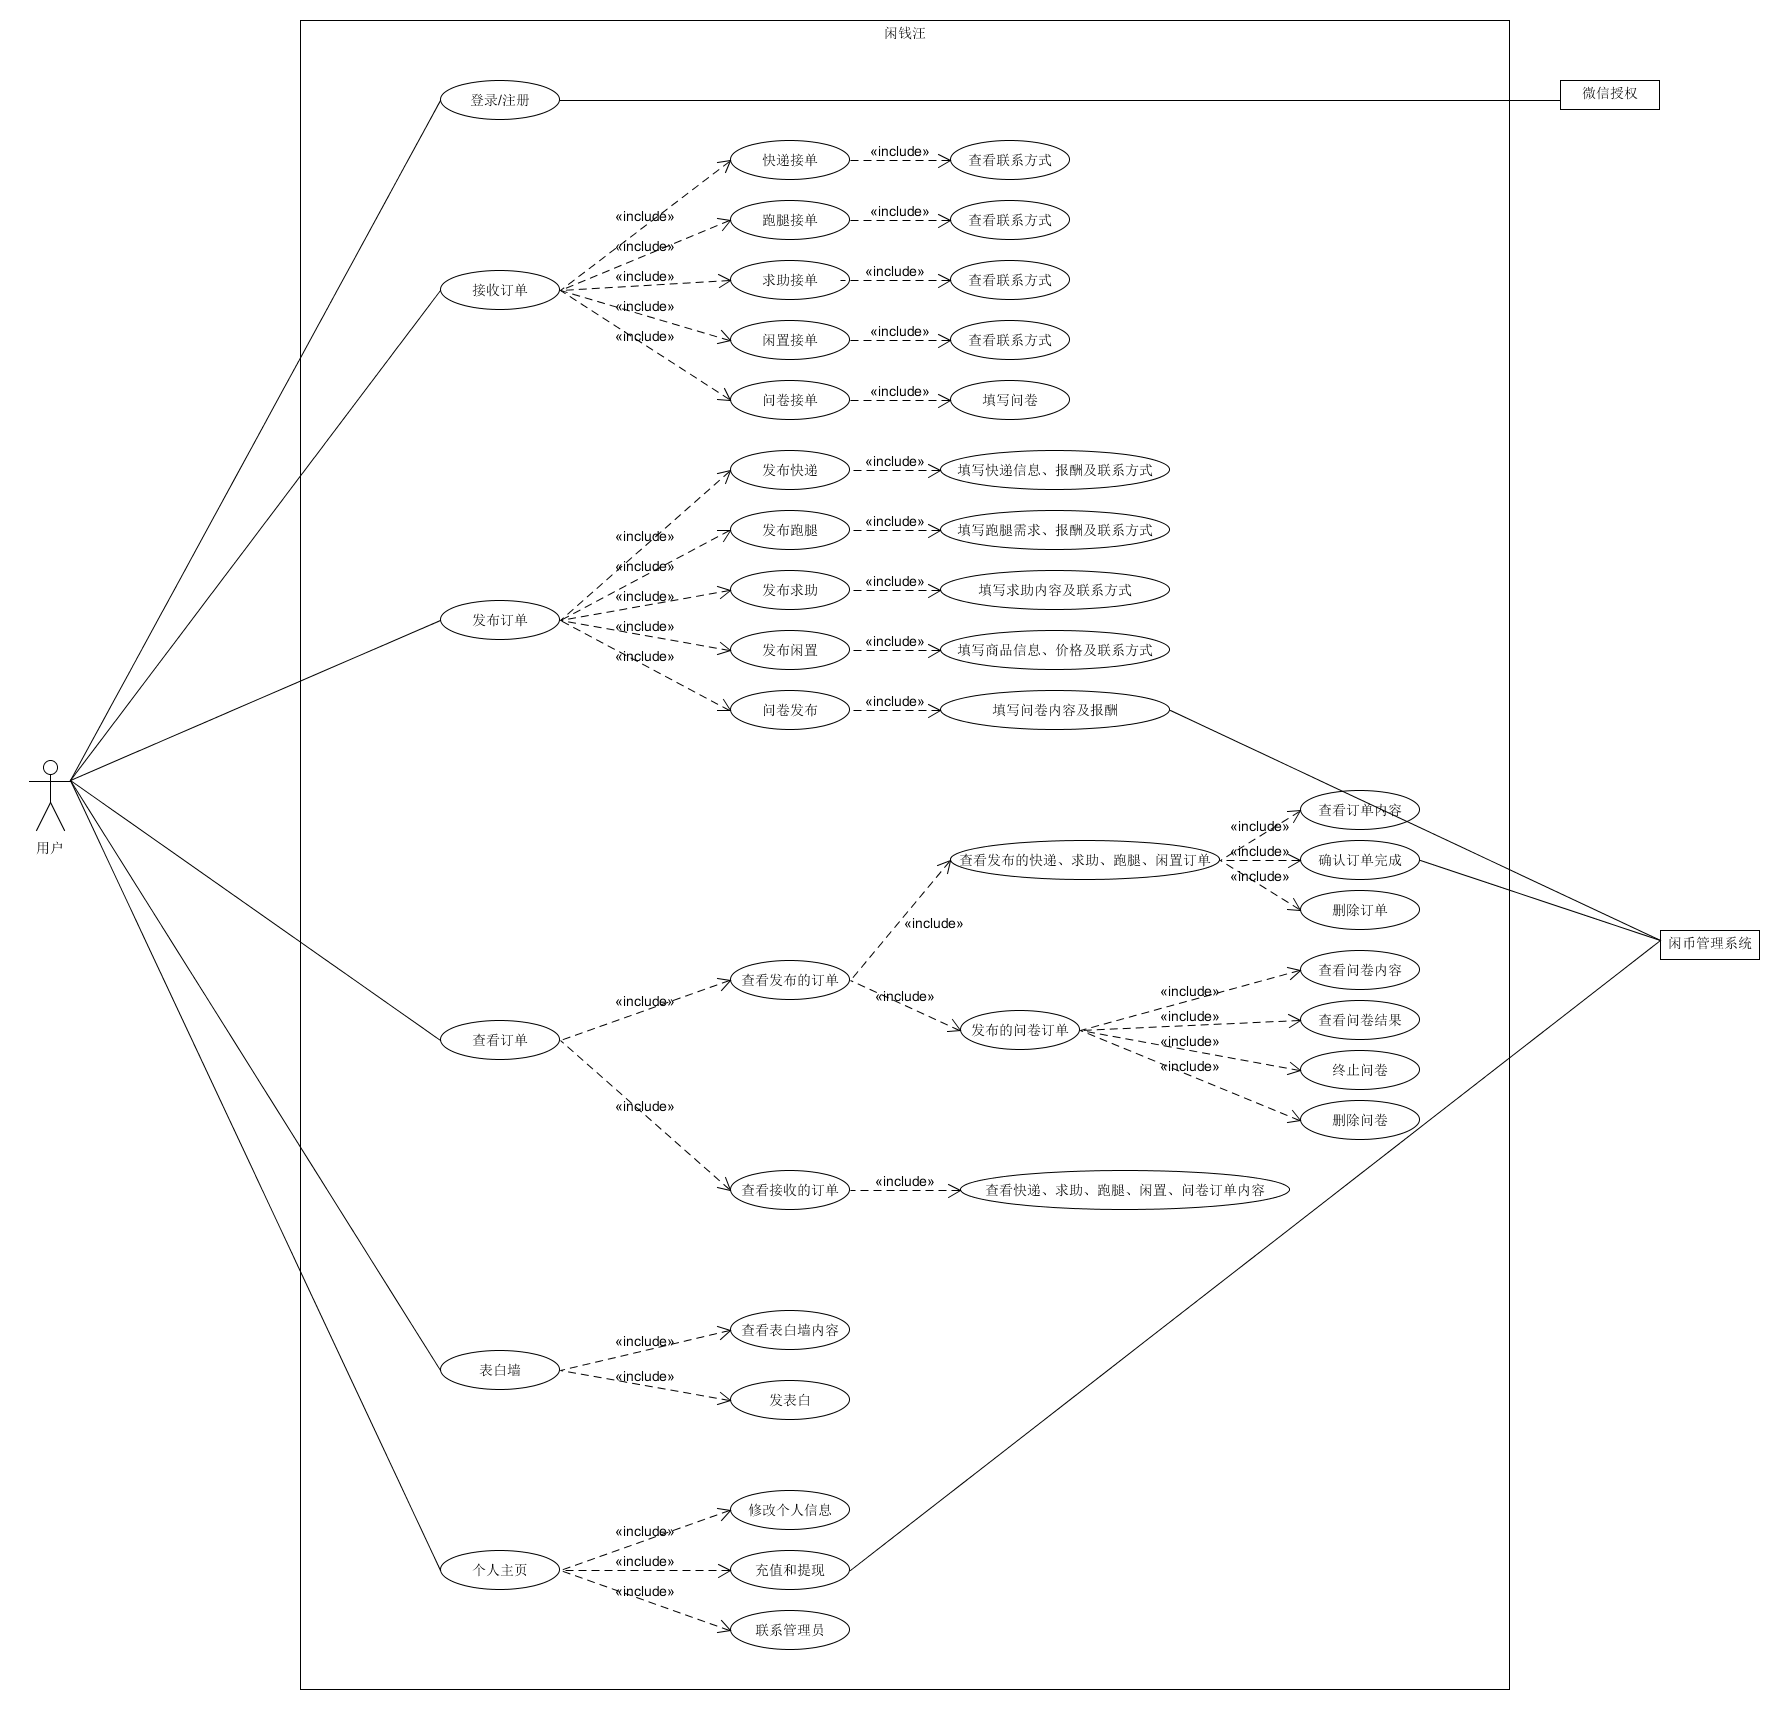 闲钱汪
登录/注册
微信授权
快递接单
«include»
查看联系方式
«include»
跑腿接单
«include»
查看联系方式
«include»
求助接单
«include»
查看联系方式
«include»
接收订单
«include»
闲置接单
«include»
查看联系方式
«include»
问卷接单
«include»
填写问卷
发布快递
«include»
填写快递信息、报酬及联系方式
«include»
发布跑腿
«include»
填写跑腿需求、报酬及联系方式
«include»
发布求助
«include»
填写求助内容及联系方式
«include»
发布订单
«include»
发布闲置
«include»
填写商品信息、价格及联系方式
«include»
问卷发布
«include»
填写问卷内容及报酬
用户
查看订单内容
«include»
查看发布的快递、求助、跑腿、闲置订单
«include»
确认订单完成
«include»
删除订单
«include»
闲币管理系统
查看发布的订单
«include»
«include»
发布的问卷订单
«include»
查看问卷内容
«include»
查看问卷结果
«include»
终止问卷
«include»
删除问卷
查看订单
«include»
查看接收的订单
«include»
查看快递、求助、跑腿、闲置、问卷订单内容
查看表白墙内容
«include»
表白墙
«include»
发表白
修改个人信息
«include»
个人主页
«include»
充值和提现
«include»
联系管理员